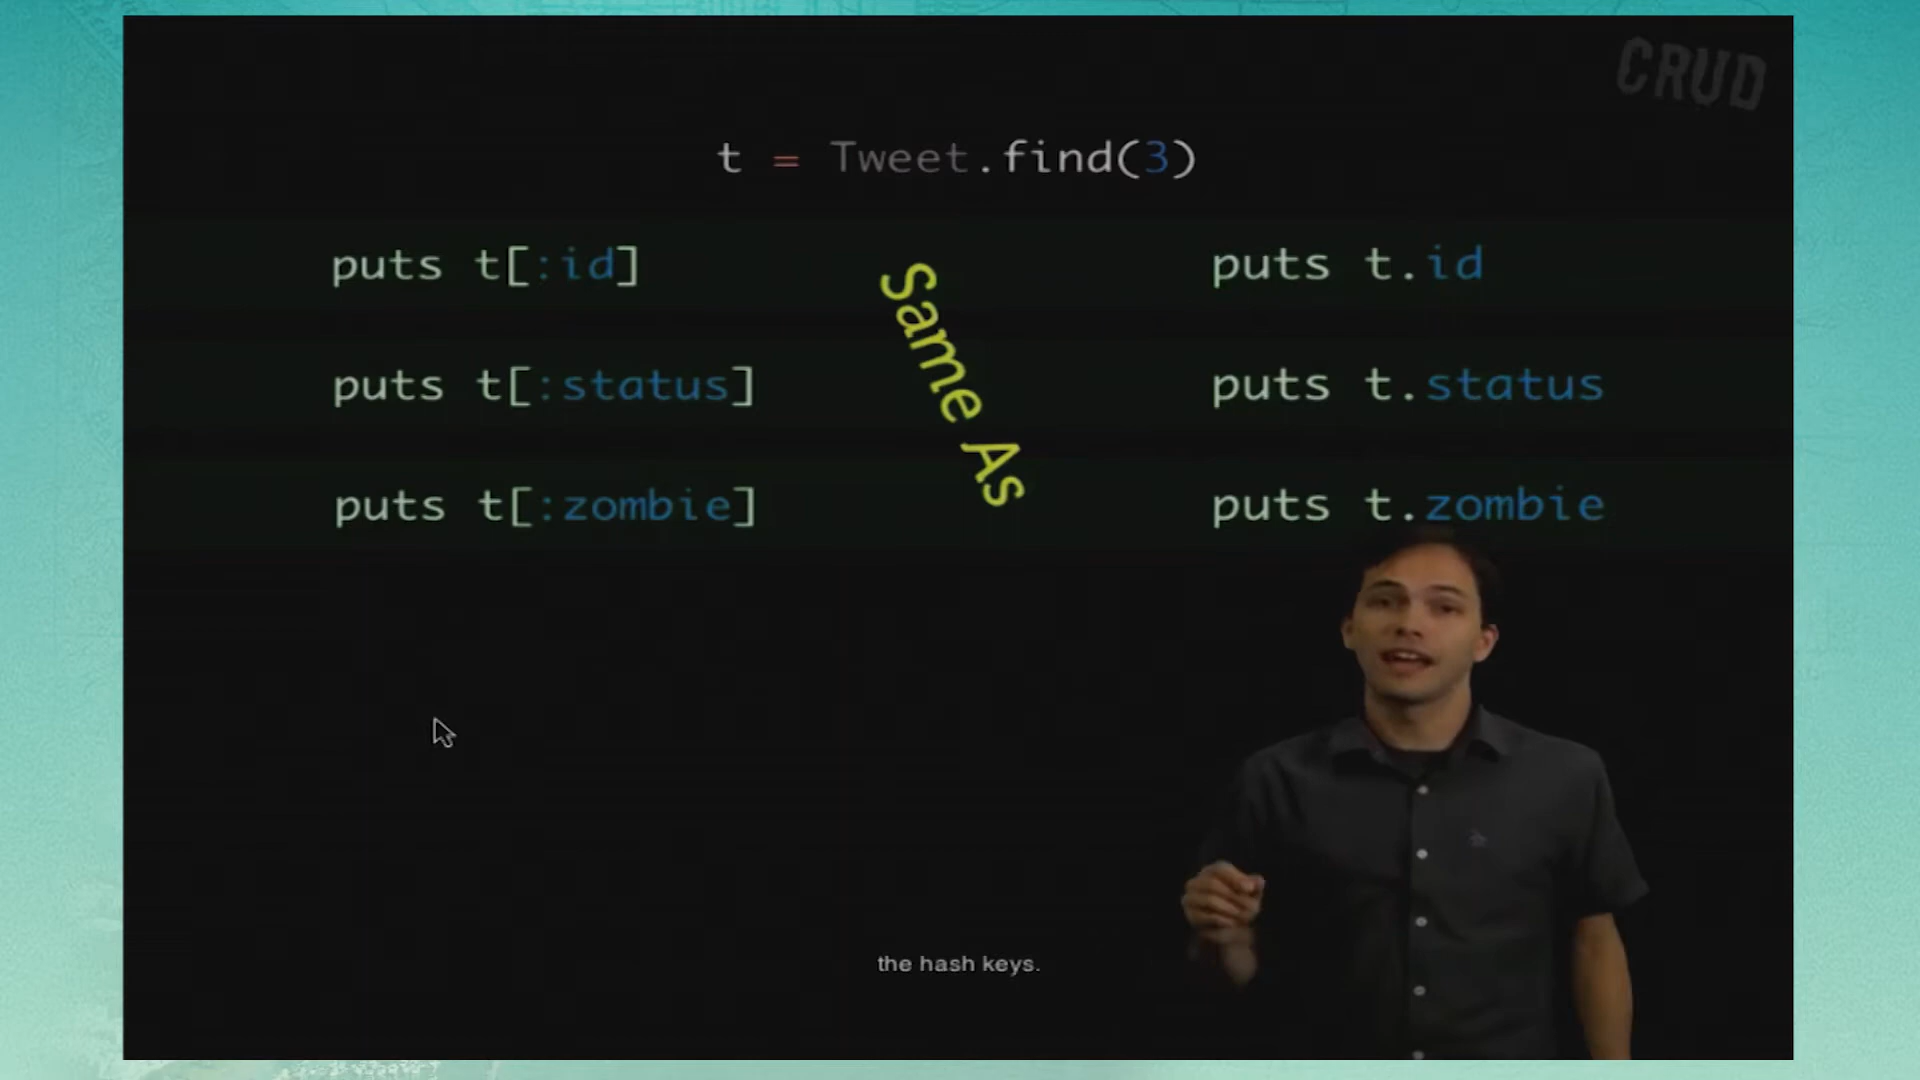 CRUD
t = Tweet.find(3)
puts t[:id]
Same As
puts t.id
puts t[:status]
puts t.status
puts t[:zombie]
puts t.zombie
the hash keys.